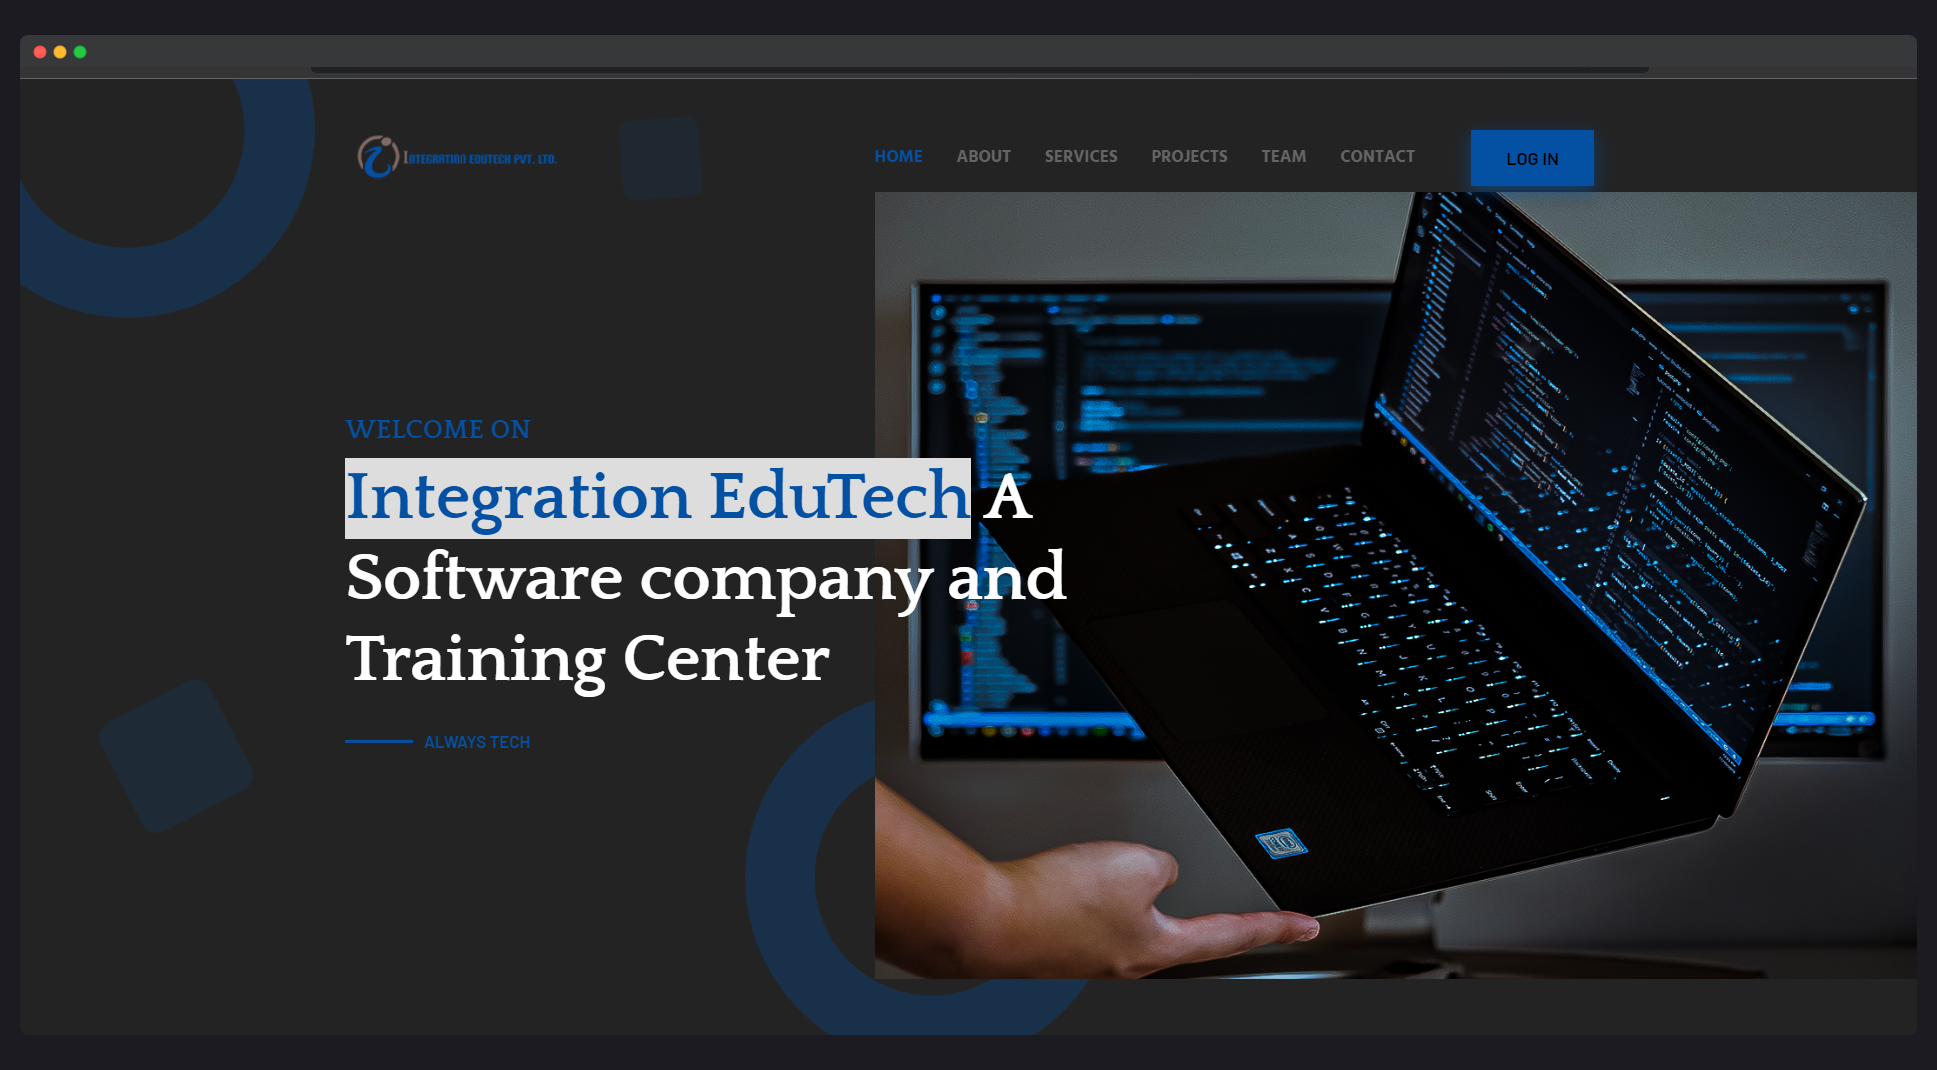 INTEGRATION EDUTECH PVT. LTD.
HOME ABOUT SERVICES PROJECTS TEAM CONTACT LOG IN
WELCOME ON
Integration EduTech A
Software company and
Training Center
ALWAYS TECH